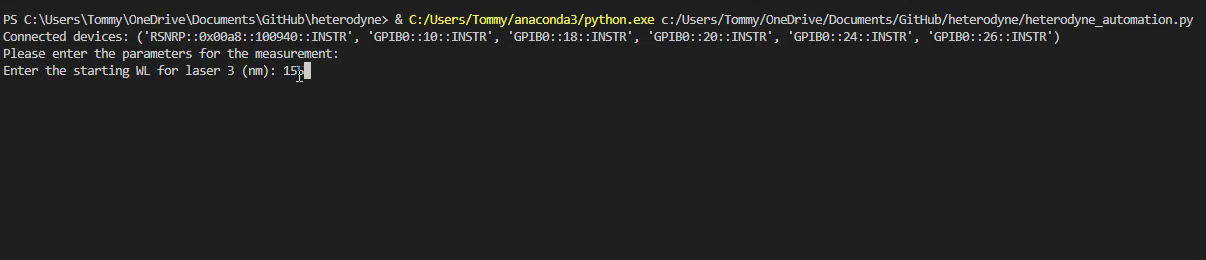 PS C:\Users\Tommy\OneDrive\Documents\GitHub\heterodyne> & C:/Users/Tommy/anaconda3/python.exe c:/Users/Tommy/OneDrive/Documents/GitHub/heterodyne/heterodyne_automation.py
Connected devices: ('RSNRP::0x00a8::100940::INSTR', 'GPIB0::10::INSTR', 'GPIB0::18::INSTR', 'GPIB0::20::INSTR', 'GPIB0::24::INSTR', 'GPIB0::26::INSTR')
Please enter the parameters for the measurement:
Enter the starting WL for laser 3 (nm):